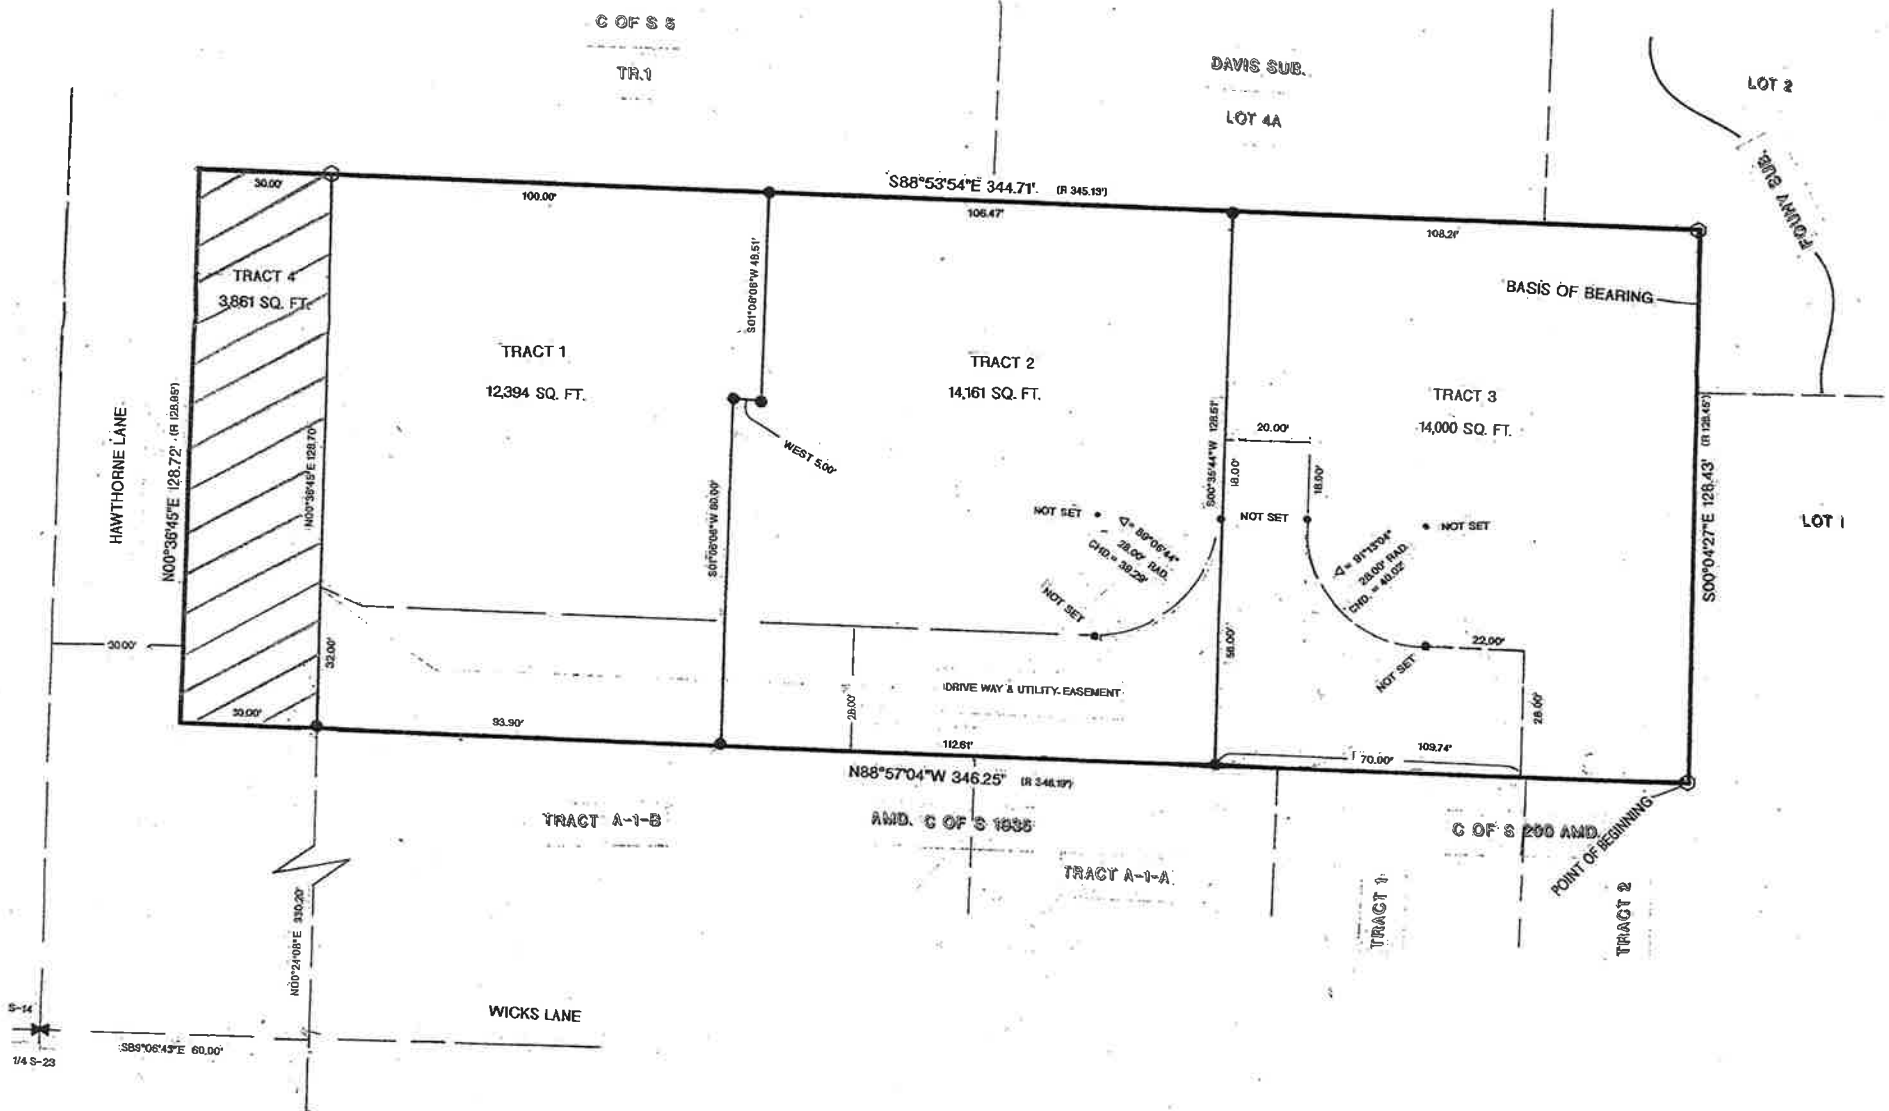 C OF S 5
TR.1
DAVIS SUB.
LOT 4A
LOT 2
SUB.
S88°53'54"E 344.71'. (R 345.19')
30.00'
100.00'
106.47'
108.21'
TRACT 4
3,861 SQ. FT.
S01°06'06"W 48.51'
BASIS OF BEARING
TRACT 1
12,394 SQ. FT.
TRACT 2
14,161 SQ. FT.
TRACT 3
14,000 SQ. FT.
HAWTHORNE LANE
N00°36'45"E 128.72' (R 128.95')
N00°36'45"E 128.70'
WEST 5.00'
S01°06'06"W 80.00'
S00°35'44"W 128.51'
20.00'
18.00'
18.00'
S00°04'27"E 128.43' (R 128.45')
NOT SET
Δ= 89°06'44"
28.00' RAD.
CHD. = 39.29'
NOT SET
NOT SET
Δ= 91°13'04"
28.00' RAD.
CHD. = 40.02'
NOT SET
NOT SET
LOT 1
30.00'
32.00'
56.00'
22.00'
28.00'
DRIVE WAY & UTILITY EASEMENT
28.00'
30.00'
93.90'
112.61'
109.74'
70.00'
N88°57'04"W 346.25' (R 346.19')
TRACT A-1-B
AMD. C OF S 1835
TRACT A-1-A
C OF S 200 AMD.
POINT OF BEGINNING
TRACT 1
TRACT 2
N00°24'08"E 330.20'
WICKS LANE
S-14
1/4 S-23
S89°06'43"E 60.00'